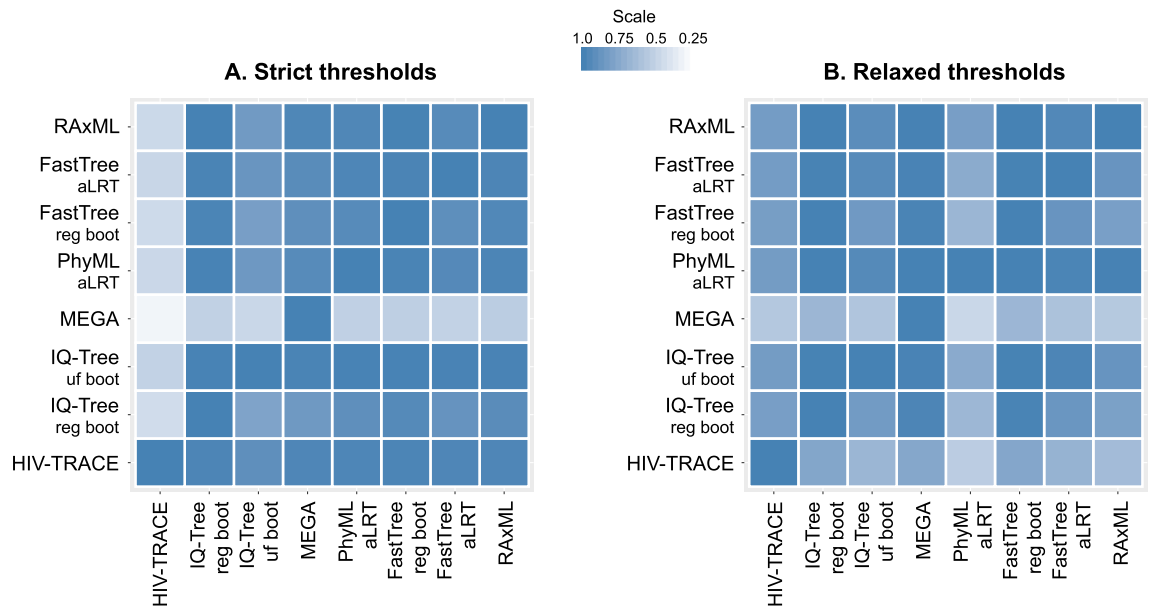 Scale
1.0 0.75 0.5 0.25
A. Strict thresholds
RAxML
FastTree
aLRT
FastTree
reg boot
PhyML
aLRT
MEGA
IQ-Tree
uf boot
IQ-Tree
reg boot
HIV-TRACE
HIV-TRACE
IQ-Tree
reg boot
IQ-Tree
uf boot
MEGA
PhyML
aLRT
FastTree
reg boot
FastTree
aLRT
RAxML
B. Relaxed thresholds
RAxML
FastTree
aLRT
FastTree
reg boot
PhyML
aLRT
MEGA
IQ-Tree
uf boot
IQ-Tree
reg boot
HIV-TRACE
HIV-TRACE
IQ-Tree
reg boot
IQ-Tree
uf boot
MEGA
PhyML
aLRT
FastTree
reg boot
FastTree
aLRT
RAxML